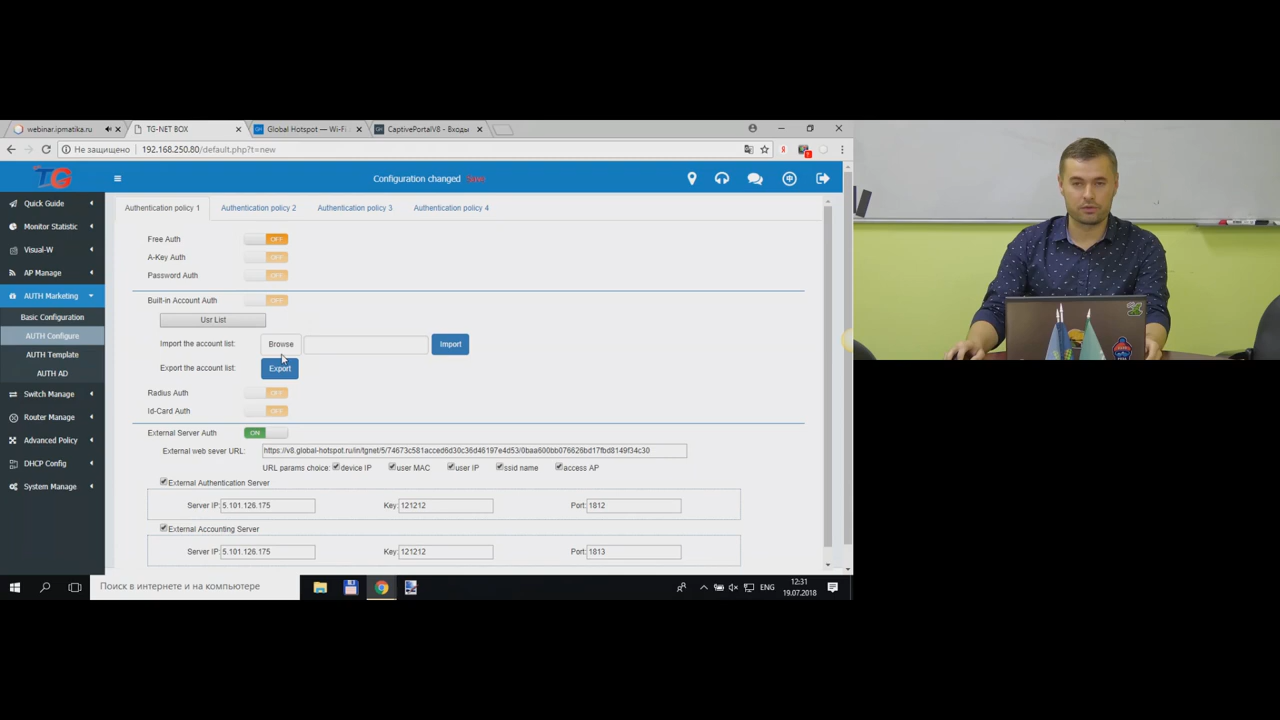 webinar.ipmatika.ru
TG-NET BOX
Global Hotspot — Wi-Fi
CaptivePortalV8 - Входы
Не защищено
192.168.250.80/default.php?t=new
TG
Configuration changed
Quick Guide
Monitor Statistic
Visual-W
AP Manage
AUTH Marketing
Basic Configuration
AUTH Configure
AUTH Template
AUTH AD
Switch Manage
Router Manage
Advanced Policy
DHCP Config
System Manage
Authentication policy 1
Authentication policy 2
Authentication policy 3
Authentication policy 4
Free Auth OFF
A-Key Auth OFF
Password Auth OFF
Built-in Account Auth OFF
Usr List
Import the account list: Browse Import
Export the account list: Export
Radius Auth OFF
Id-Card Auth OFF
External Server Auth ON
External web sever URL: https://v8.global-hotspot.ru/in/tgnet/5/74673c581acced6d30c36d46197e4d53/0baa600bb076626bd17fbd8149f34c30
URL params choice: device IP user MAC user IP ssid name access AP
External Authentication Server
Server IP: 5.101.126.175 Key: 121212 Port: 1812
External Accounting Server
Server IP: 5.101.126.175 Key: 121212 Port: 1813
Поиск в интернете и на компьютере
ENG
12:31
19.07.2018